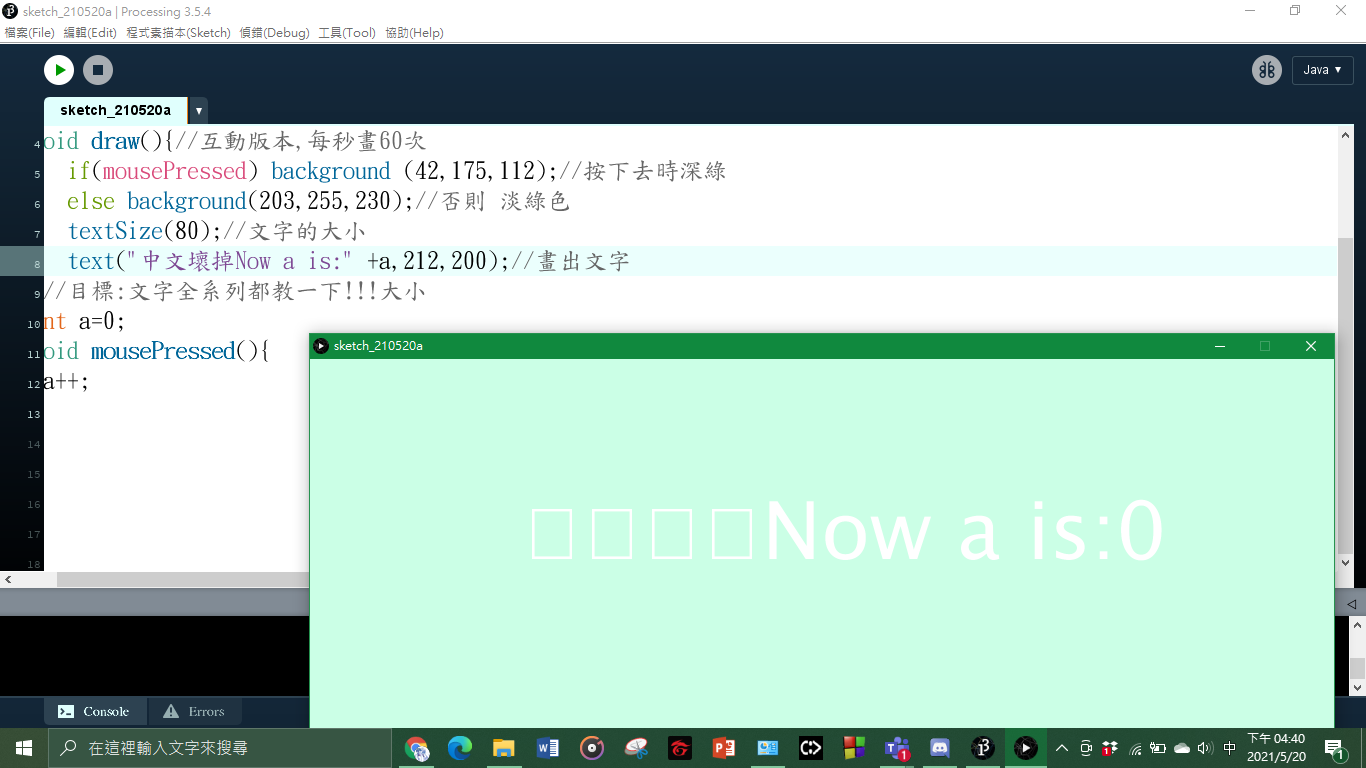 sketch_210520a | Processing 3.5.4
檔案(File) 編輯(Edit) 程式素描本(Sketch) 偵錯(Debug) 工具(Tool) 協助(Help)
Java ▼
sketch_210520a ▼
4 oid draw(){//互動版本,每秒畫60次
5 if(mousePressed) background (42,175,112);//按下去時深綠
6 else background(203,255,230);//否則 淡綠色
7 textSize(80);//文字的大小
8 text("中文壞掉Now a is:" +a,212,200);//畫出文字
9 //目標:文字全系列都教一下!!!大小
10 nt a=0;
11 oid mousePressed(){
12 a++;
13
14
15
16
17
18
sketch_210520a
□□□□Now a is:0
Console Errors
在這裡輸入文字來搜尋
中
下午 04:40
2021/5/20
1
1